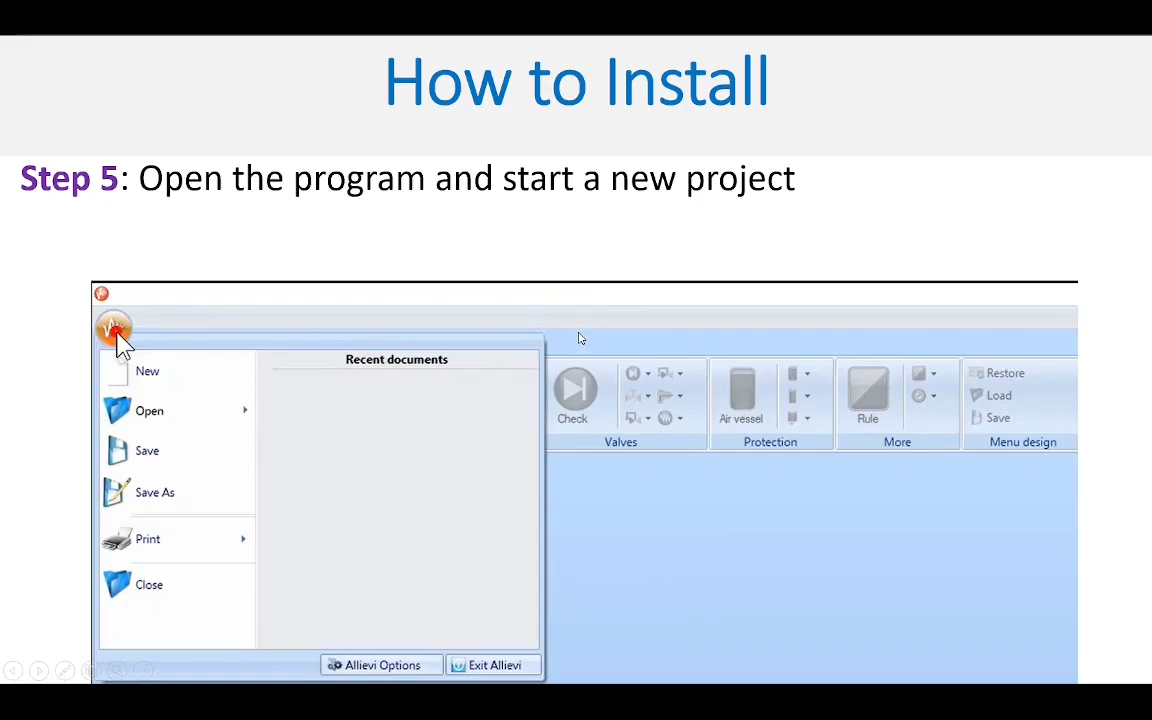 How to Install
Step 5: Open the program and start a new project
Recent documents
New
Open
Save
Save As
Print
Close
Allievi Options
Exit Allievi
Check
Valves
Air vessel
Protection
Rule
More
Restore
Load
Save
Menu design